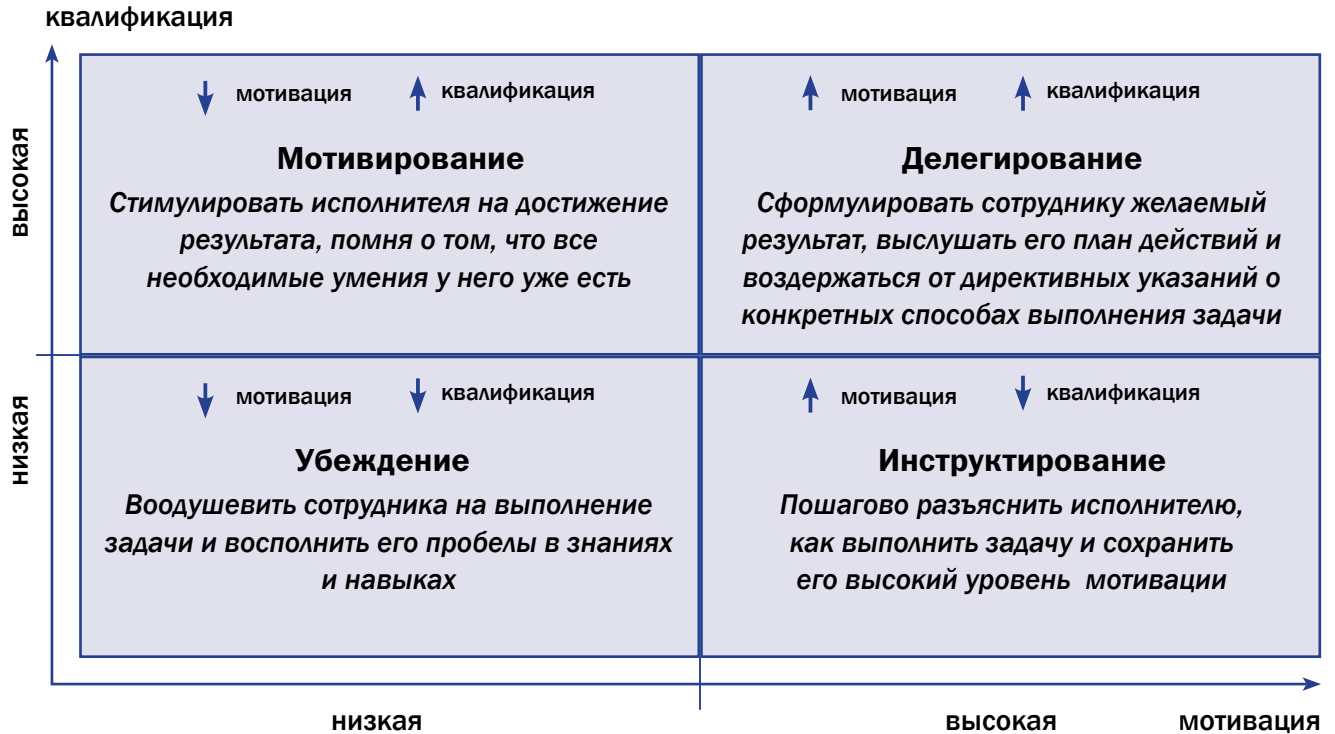 квалификация
высокая
мотивация квалификация
Мотивирование
Стимулировать исполнителя на достижение
результата, помня о том, что все
необходимые умения у него уже есть
мотивация квалификация
Делегирование
Сформулировать сотруднику желаемый
результат, выслушать его план действий и
воздержаться от директивных указаний о
конкретных способах выполнения задачи
низкая
мотивация квалификация
Убеждение
Воодушевить сотрудника на выполнение
задачи и восполнить его пробелы в знаниях
и навыках
мотивация квалификация
Инструктирование
Пошагово разъяснить исполнителю,
как выполнить задачу и сохранить
его высокий уровень мотивации
низкая высокая мотивация